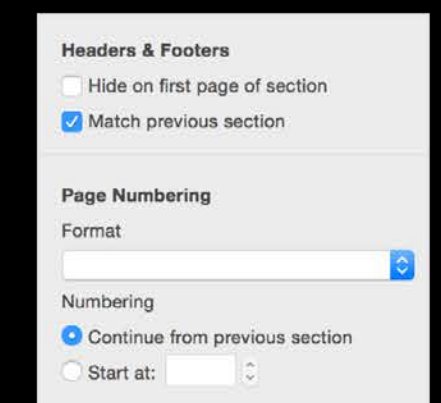 Headers & Footers
Hide on first page of section
Match previous section
Page Numbering
Format
Numbering
Continue from previous section
Start at: